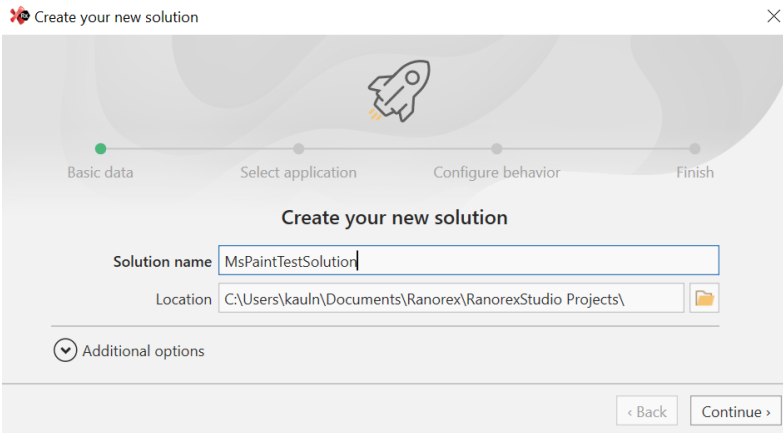 Rx Create your new solution
Basic data Select application Configure behavior Finish
Create your new solution
Solution name MsPaintTestSolution
Location C:\Users\kauln\Documents\Ranorex\RanorexStudio Projects\
Additional options
‹ Back Continue ›